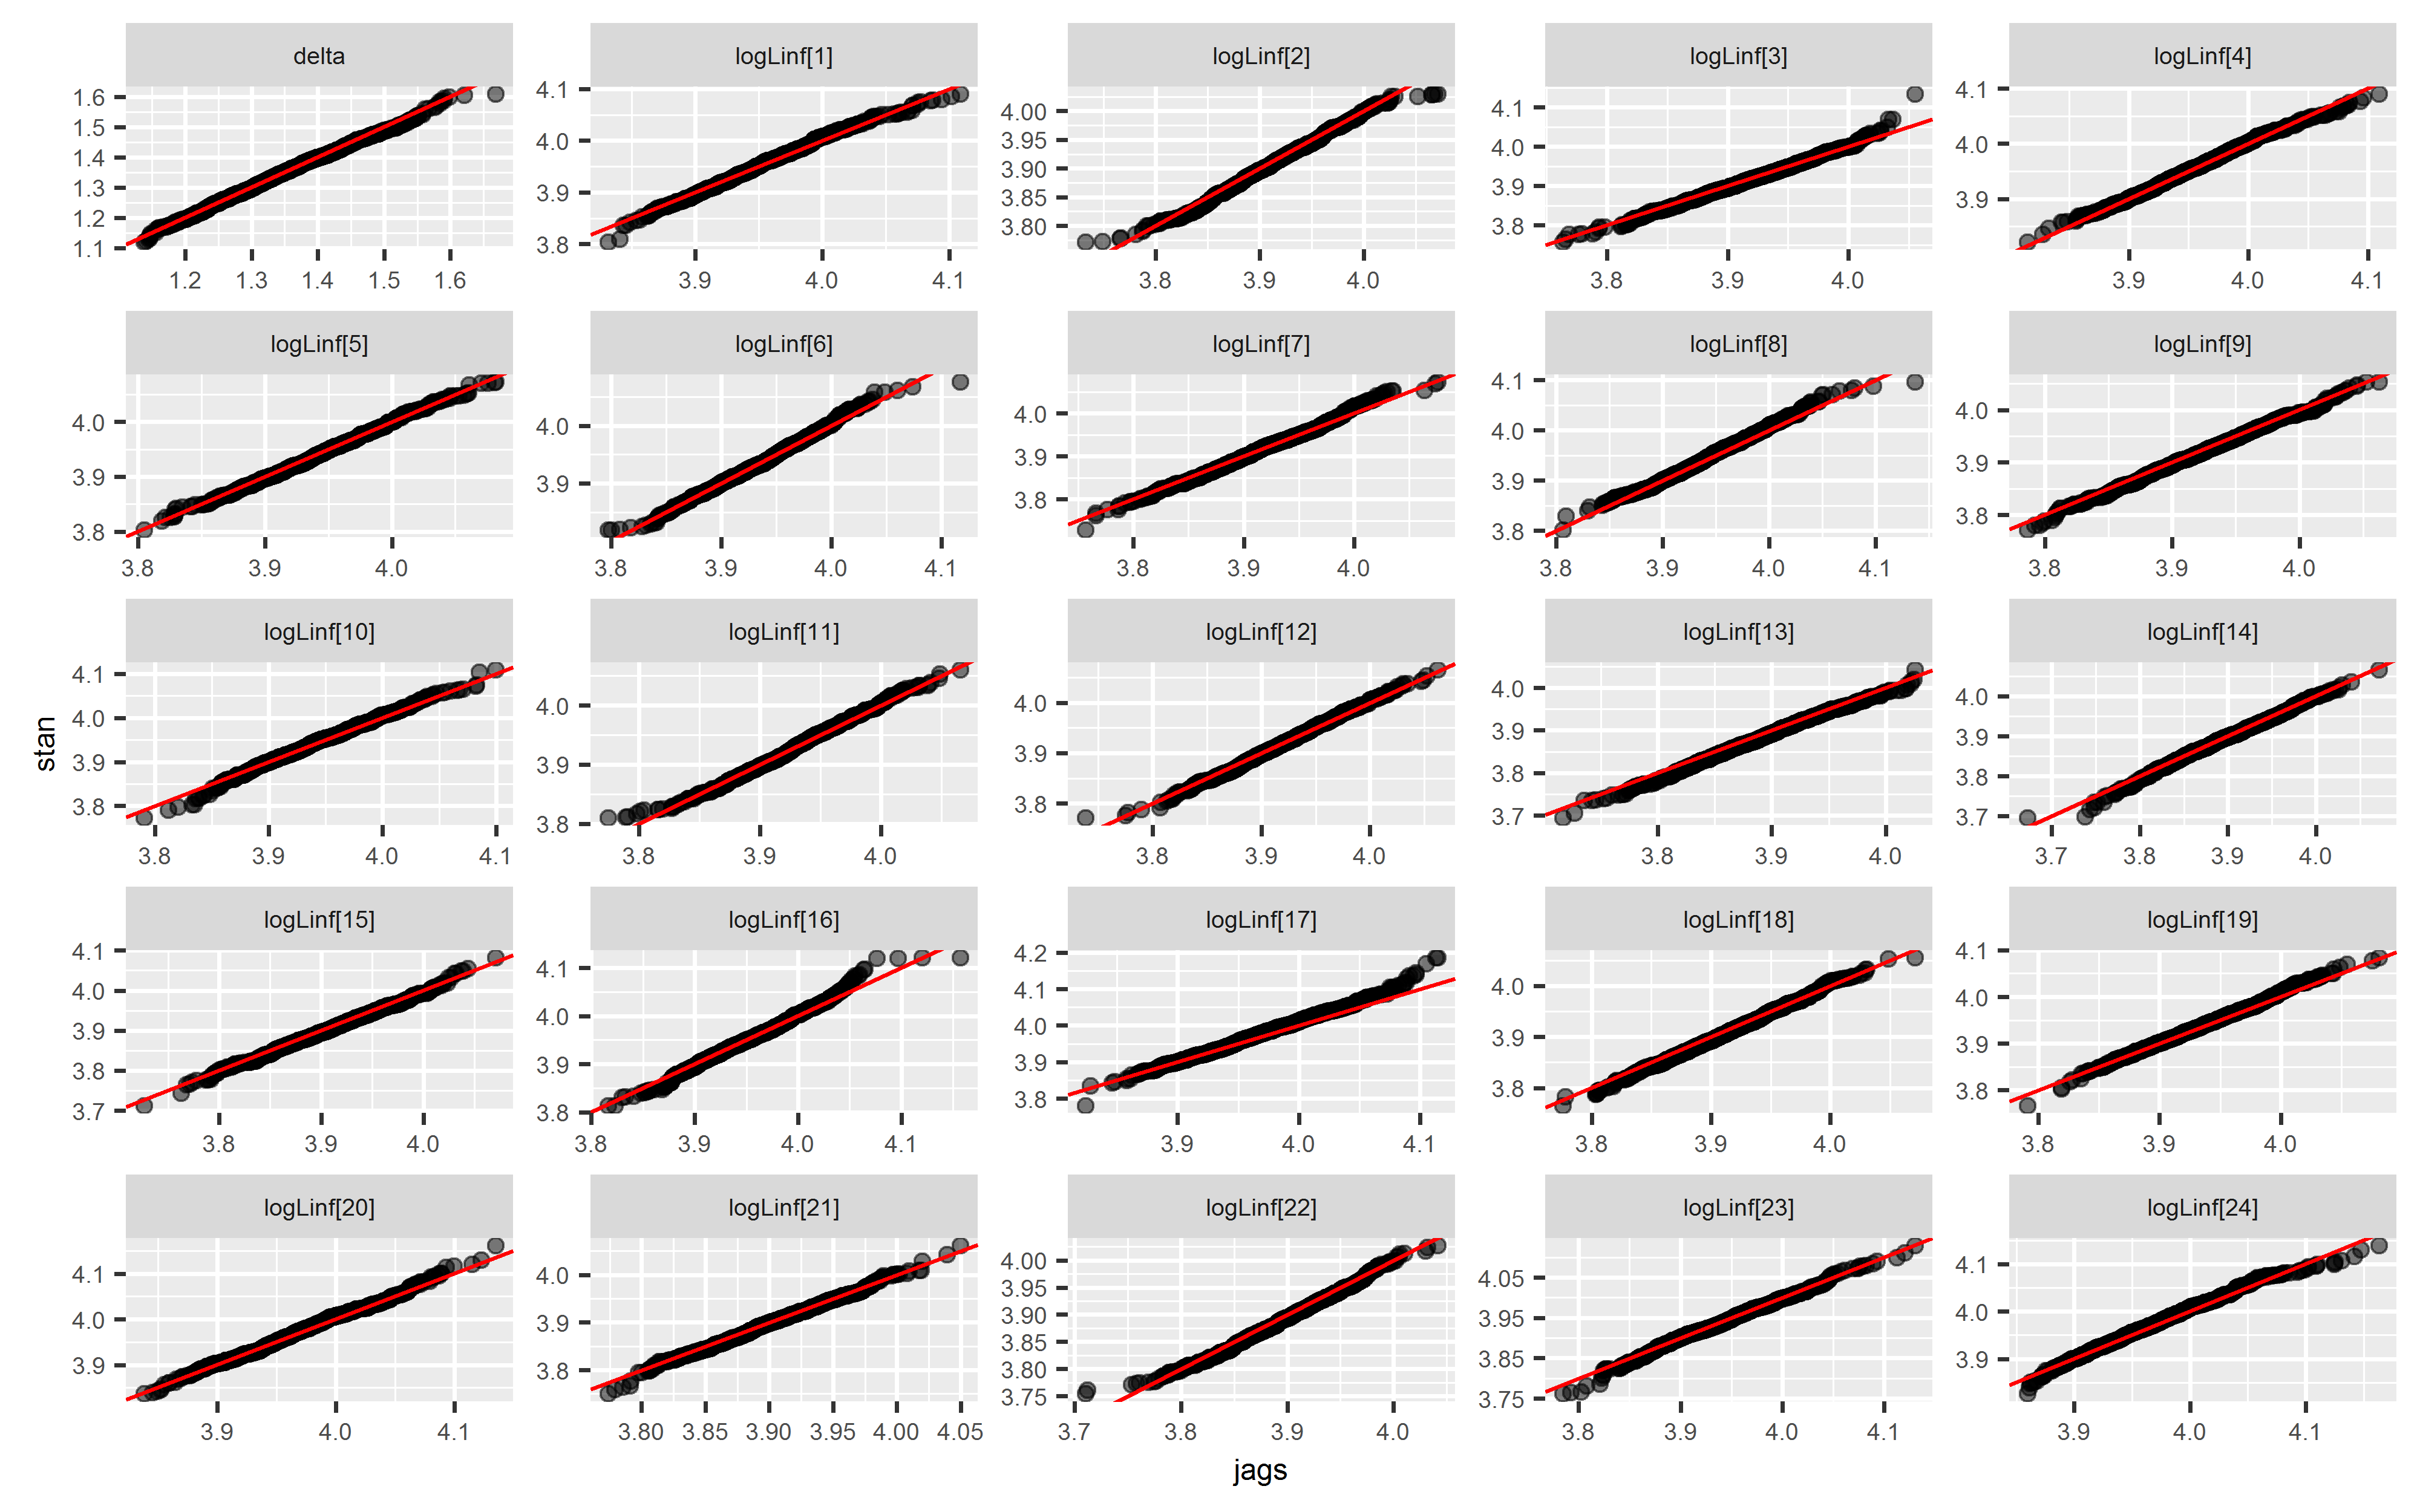 delta logLinf[1] logLinf[2] logLinf[3] logLinf[4]
1.6 1.5 1.4 1.3 1.2 1.1
4.1 4.0 3.9 3.8
4.00 3.95 3.90 3.85 3.80
4.1 4.0 3.9 3.8
4.1 4.0 3.9
1.2 1.3 1.4 1.5 1.6 3.9 4.0 4.1 3.8 3.9 4.0 3.8 3.9 4.0 3.9 4.0 4.1
logLinf[5] logLinf[6] logLinf[7] logLinf[8] logLinf[9]
4.0 3.9 3.8
4.0 3.9
4.0 3.9 3.8
4.1 4.0 3.9 3.8
4.0 3.9 3.8
3.8 3.9 4.0 3.8 3.9 4.0 4.1 3.8 3.9 4.0 3.8 3.9 4.0 4.1 3.8 3.9 4.0
logLinf[10] logLinf[11] logLinf[12] logLinf[13] logLinf[14]
4.1 4.0 3.9 3.8
4.0 3.9 3.8
4.0 3.9 3.8
4.0 3.9 3.8 3.7
4.0 3.9 3.8 3.7
3.8 3.9 4.0 4.1 3.8 3.9 4.0 3.8 3.9 4.0 3.8 3.9 4.0 3.7 3.8 3.9 4.0
stan
logLinf[15] logLinf[16] logLinf[17] logLinf[18] logLinf[19]
4.1 4.0 3.9 3.8 3.7
4.1 4.0 3.9 3.8
4.2 4.1 4.0 3.9 3.8
4.0 3.9 3.8
4.1 4.0 3.9 3.8
3.8 3.9 4.0 3.8 3.9 4.0 4.1 3.9 4.0 4.1 3.8 3.9 4.0 3.8 3.9 4.0
logLinf[20] logLinf[21] logLinf[22] logLinf[23] logLinf[24]
4.1 4.0 3.9
4.0 3.9 3.8
4.00 3.95 3.90 3.85 3.80 3.75
4.05 3.95 3.85 3.75
4.1 4.0 3.9
3.9 4.0 4.1 3.80 3.85 3.90 3.95 4.00 4.05 3.7 3.8 3.9 4.0 3.8 3.9 4.0 4.1 3.9 4.0 4.1
jags